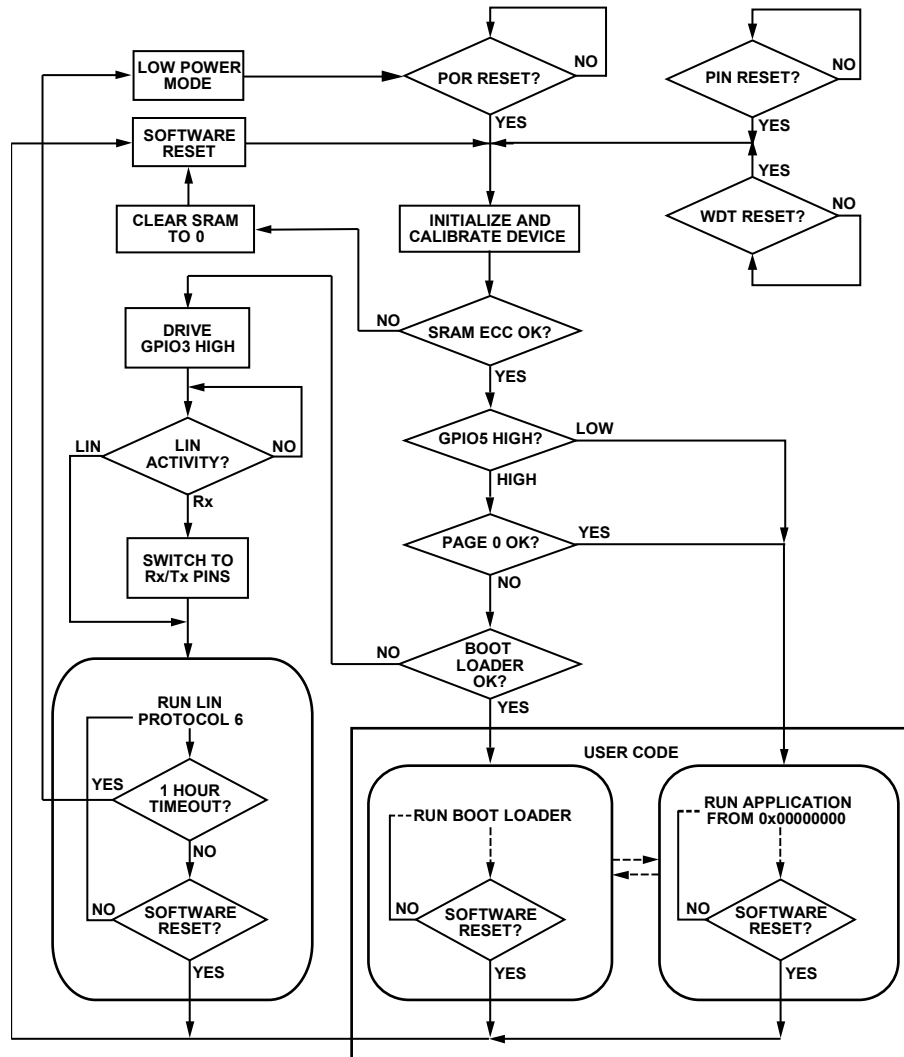 LOW POWER
MODE
POR RESET?
NO
YES
PIN RESET?
NO
YES
SOFTWARE
RESET
YES
WDT RESET?
NO
CLEAR SRAM
TO 0
INITIALIZE AND
CALIBRATE DEVICE
DRIVE
GPIO3 HIGH
NO
SRAM ECC OK?
YES
LIN
LIN
ACTIVITY?
NO
Rx
GPIO5 HIGH?
LOW
HIGH
SWITCH TO
Rx/Tx PINS
PAGE 0 OK?
YES
NO
NO
BOOT
LOADER
OK?
YES
RUN LIN
PROTOCOL 6
YES
1 HOUR
TIMEOUT?
NO
NO
SOFTWARE
RESET?
YES
USER CODE
RUN BOOT LOADER
NO
SOFTWARE
RESET?
YES
RUN APPLICATION
FROM 0x00000000
NO
SOFTWARE
RESET?
YES